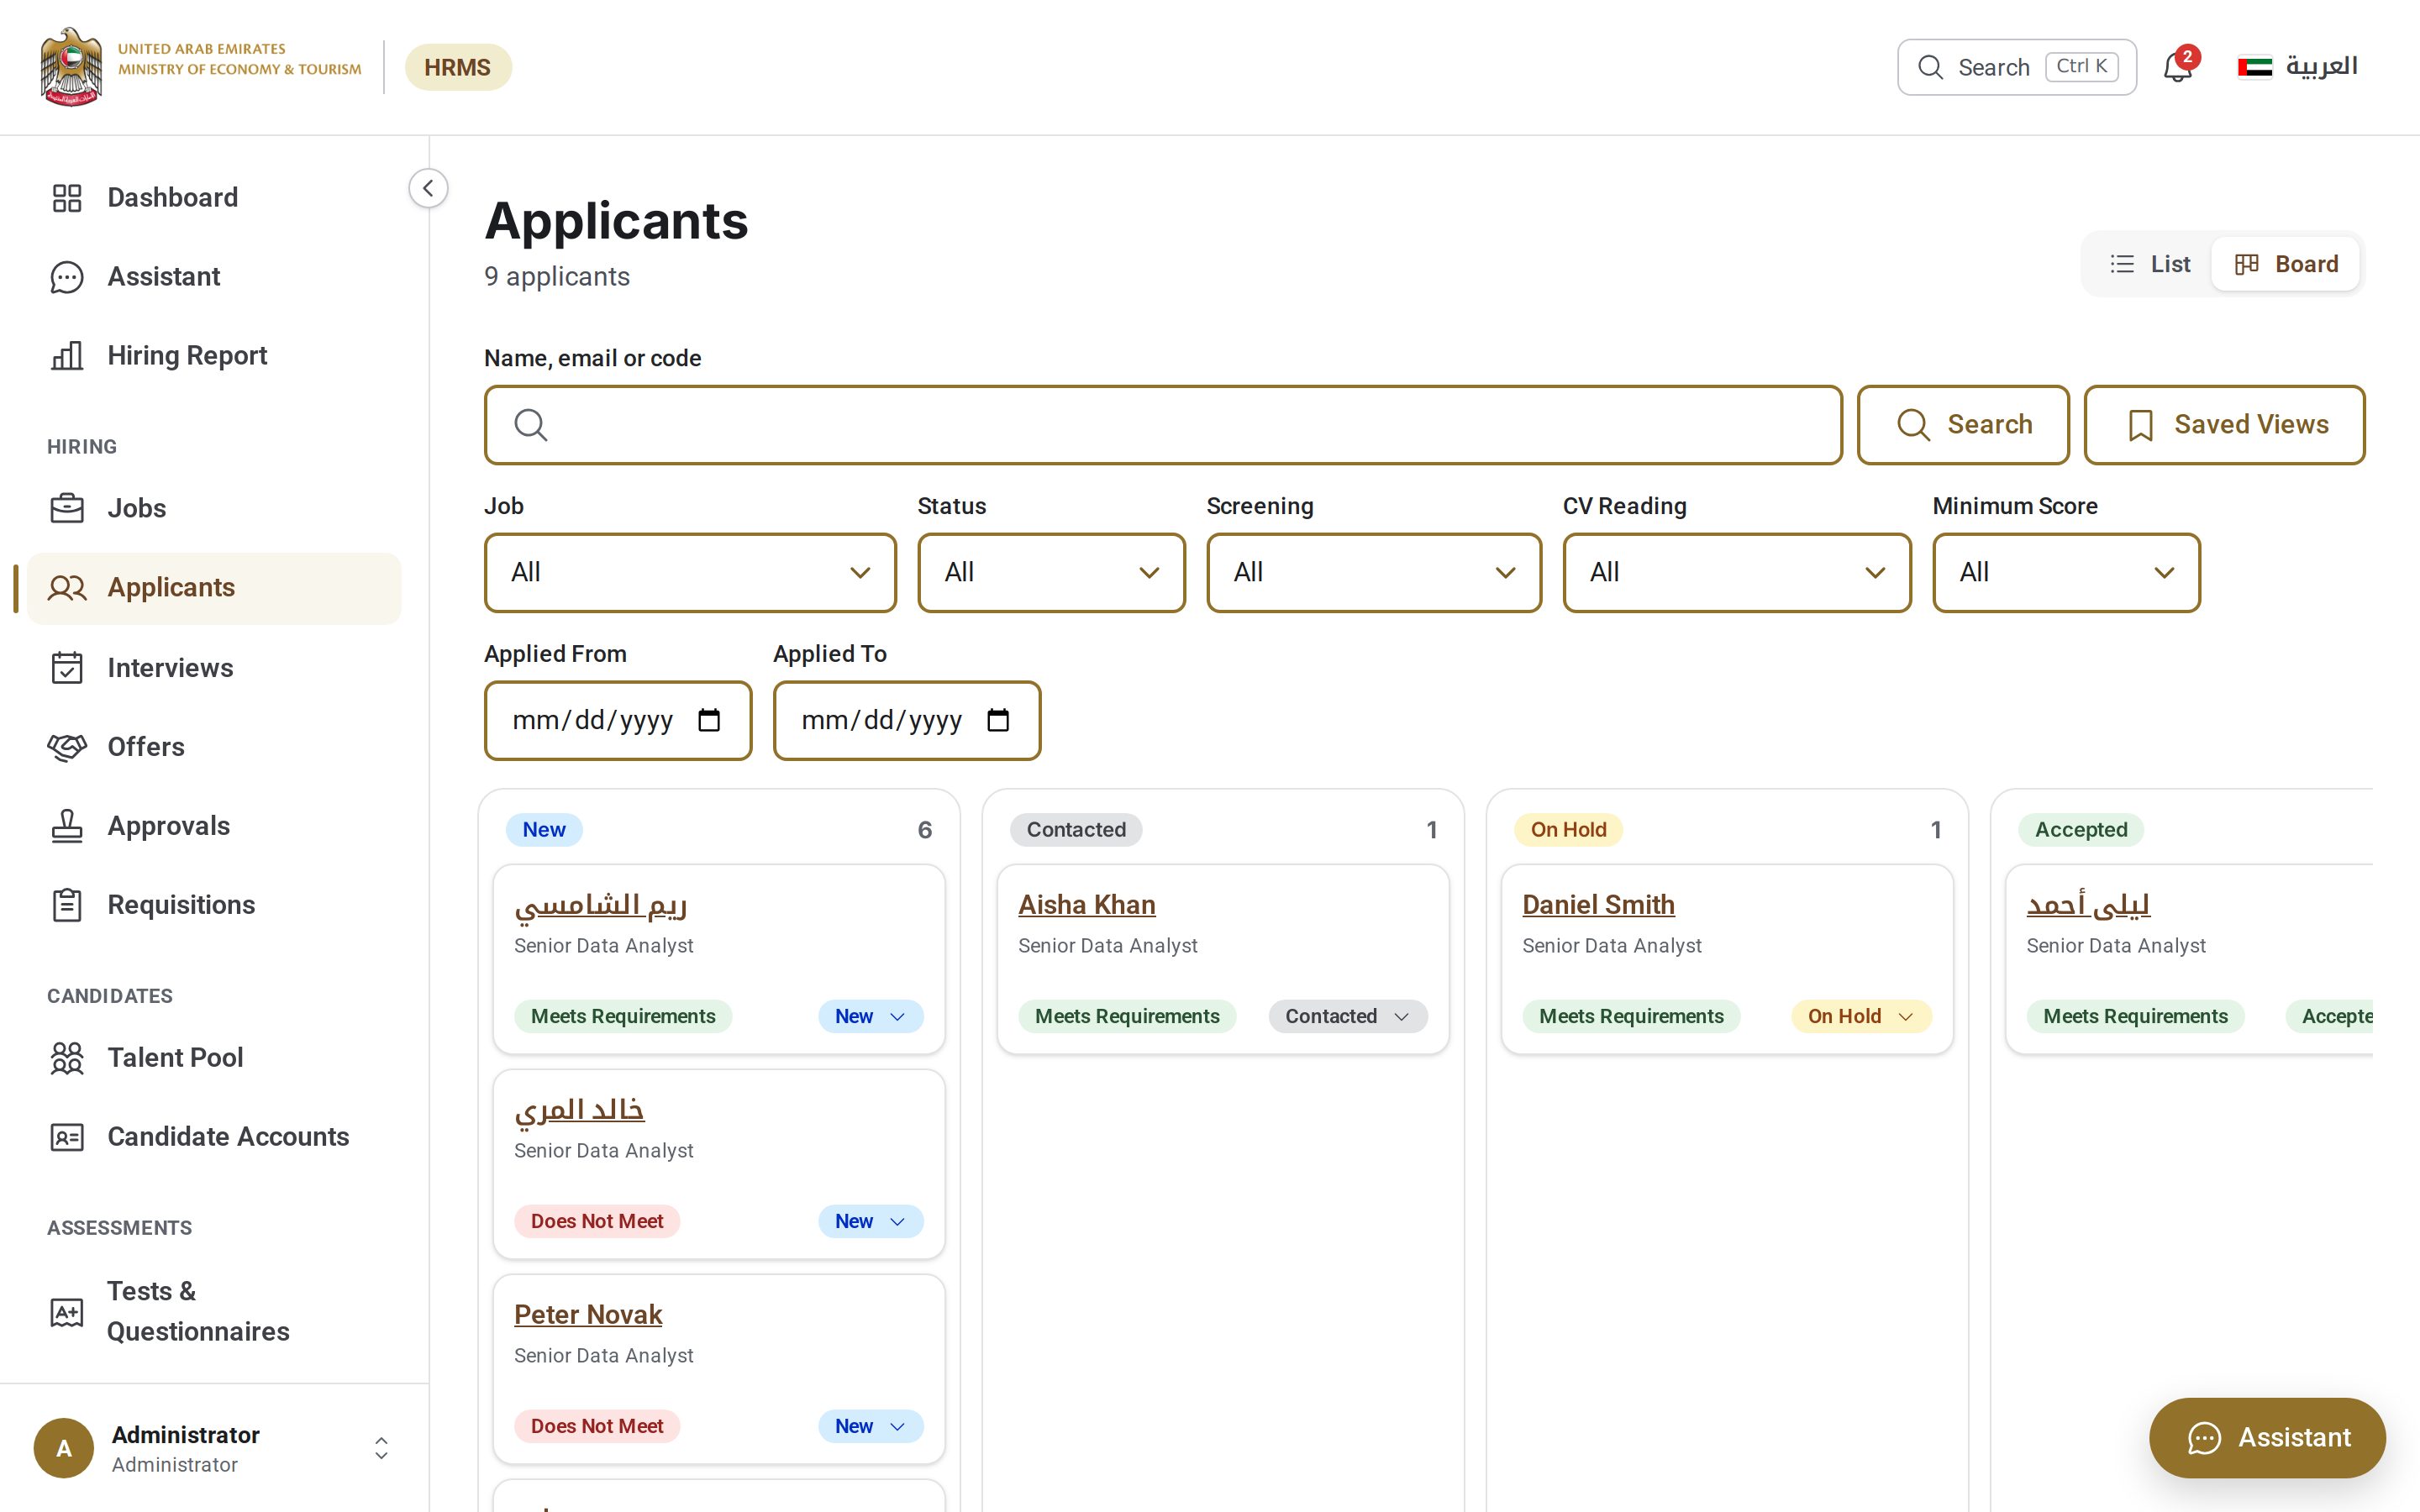 UNITED ARAB EMIRATES
MINISTRY OF ECONOMY & TOURISM
HRMS
Search
Ctrl K
2
العربية
Dashboard
Assistant
Hiring Report
HIRING
Jobs
Applicants
Interviews
Offers
Approvals
Requisitions
CANDIDATES
Talent Pool
Candidate Accounts
ASSESSMENTS
Tests &
Questionnaires
A
Administrator
Administrator
Applicants
9 applicants
List
Board
Name, email or code
Search
Saved Views
Job
Status
Screening
CV Reading
Minimum Score
All
All
All
All
All
Applied From
Applied To
mm/dd/yyyy
mm/dd/yyyy
New
6
ريم الشامسي
Senior Data Analyst
Meets Requirements
New
خالد المري
Senior Data Analyst
Does Not Meet
New
Peter Novak
Senior Data Analyst
Does Not Meet
New
Contacted
1
Aisha Khan
Senior Data Analyst
Meets Requirements
Contacted
On Hold
1
Daniel Smith
Senior Data Analyst
Meets Requirements
On Hold
Accepted
ليلى أحمد
Senior Data Analyst
Meets Requirements
Accepte
Assistant